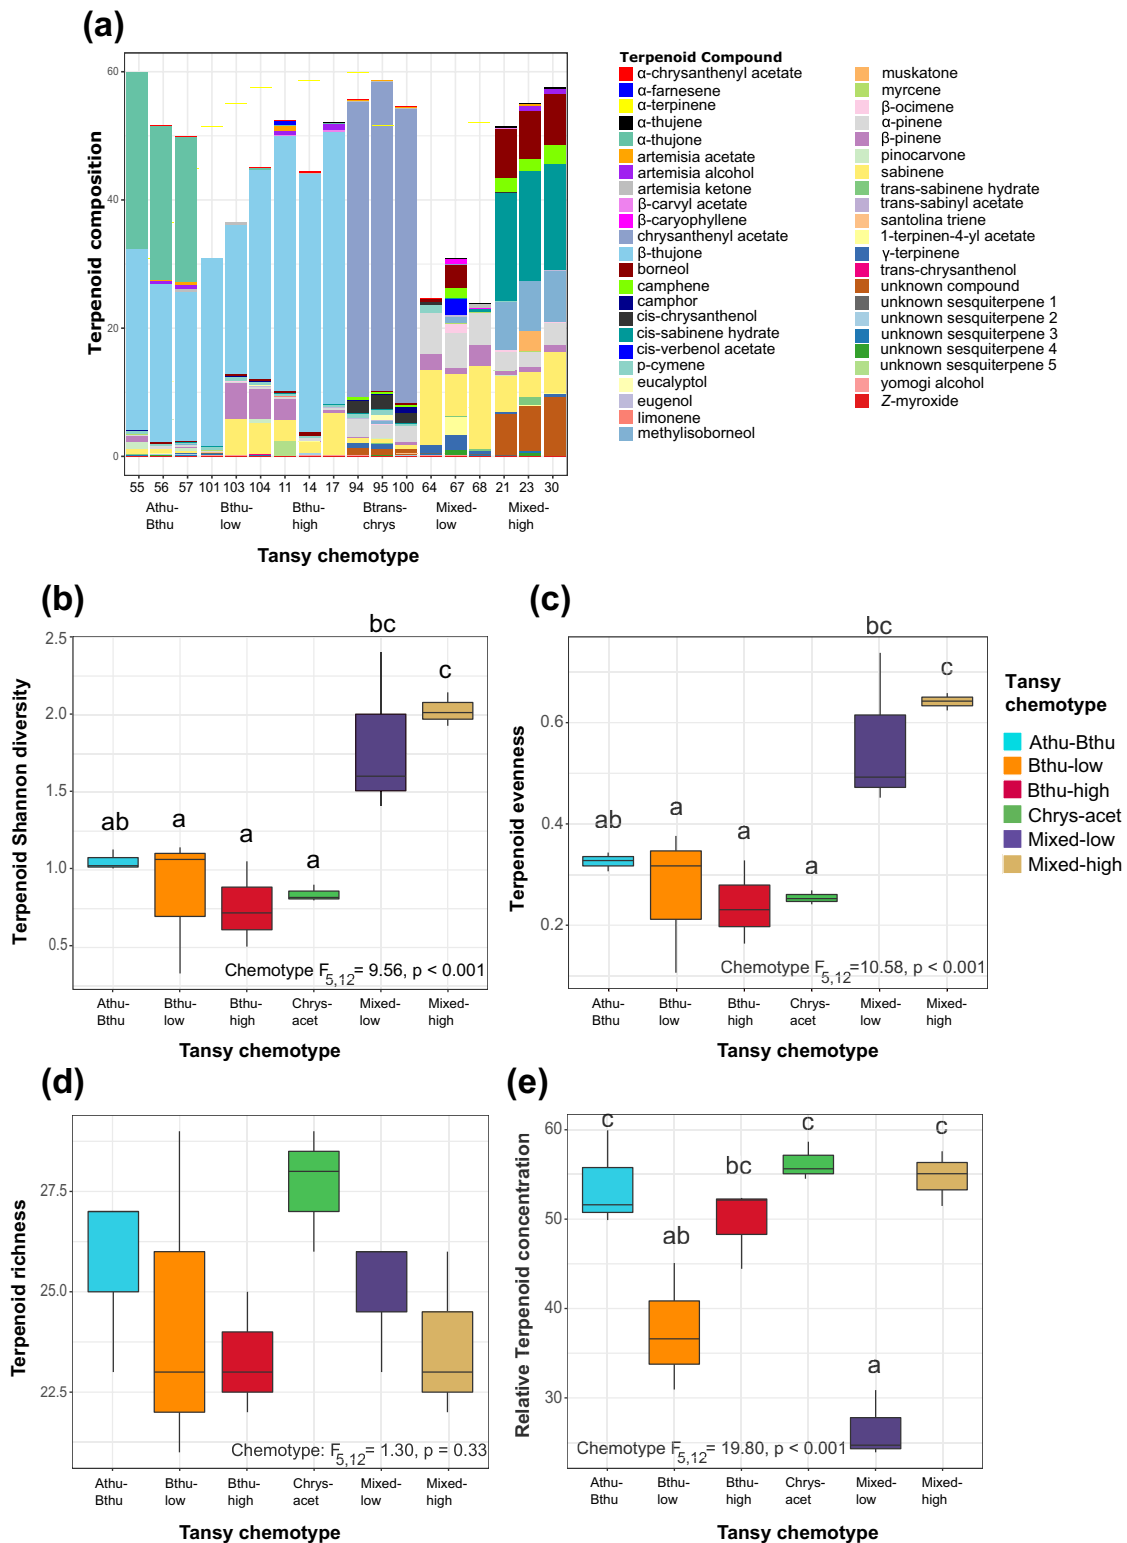 (a)
Terpenoid composition
60
40
20
0
55 56 57 101 103 104 11 14 17 94 95 100 64 67 68 21 23 30
Athu- Bthu- Bthu- Btrans- Mixed- Mixed-
Bthu low high chrys low high
Tansy chemotype
Terpenoid Compound
α-chrysanthenyl acetate
α-farnesene
α-terpinene
α-thujene
α-thujone
artemisia acetate
artemisia alcohol
artemisia ketone
β-carvyl acetate
β-caryophyllene
chrysanthenyl acetate
β-thujone
borneol
camphene
camphor
cis-chrysanthenol
cis-sabinene hydrate
cis-verbenol acetate
p-cymene
eucalyptol
eugenol
limonene
methylisoborneol
muskatone
myrcene
β-ocimene
α-pinene
β-pinene
pinocarvone
sabinene
trans-sabinene hydrate
trans-sabinyl acetate
santolina triene
1-terpinen-4-yl acetate
γ-terpinene
trans-chrysanthenol
unknown compound
unknown sesquiterpene 1
unknown sesquiterpene 2
unknown sesquiterpene 3
unknown sesquiterpene 4
unknown sesquiterpene 5
yomogi alcohol
Z-myroxide
(b)
Terpenoid Shannon diversity
2.5
2.0
1.5
1.0
0.5
ab a a a bc c
Chemotype F5,12= 9.56, p < 0.001
Athu- Bthu- Bthu- Chrys- Mixed- Mixed-
Bthu low high acet low high
Tansy chemotype
(c)
Terpenoid evenness
0.6
0.4
0.2
ab a a a bc c
Chemotype F5,12=10.58, p < 0.001
Athu- Bthu- Bthu- Chrys- Mixed- Mixed-
Bthu low high acet low high
Tansy chemotype
Tansy
chemotype
Athu-Bthu
Bthu-low
Bthu-high
Chrys-acet
Mixed-low
Mixed-high
(d)
Terpenoid richness
27.5
25.0
22.5
Chemotype: F5,12= 1.30, p = 0.33
Athu- Bthu- Bthu- Chrys- Mixed- Mixed-
Bthu low high acet low high
Tansy chemotype
(e)
Relative Terpenoid concentration
60
50
40
30
c ab bc c a c
Chemotype F5,12= 19.80, p < 0.001
Athu- Bthu- Bthu- Chrys- Mixed- Mixed-
Bthu low high acet low high
Tansy chemotype